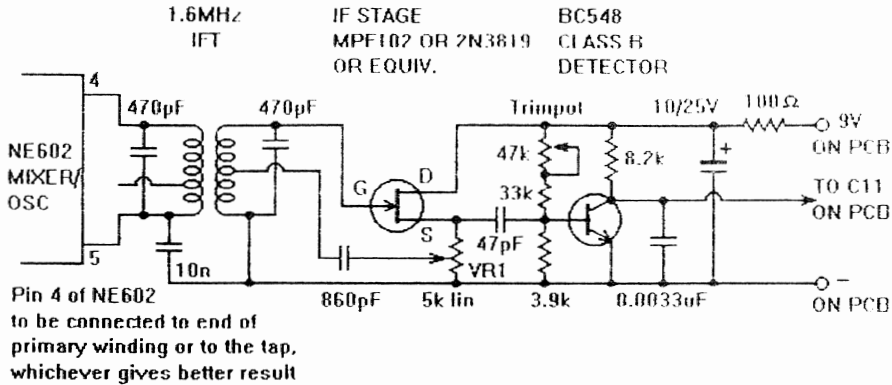 1.6MHz
IFT
IF STAGE
MPF102 OR 2N3819
OR EQUIV.
BC548
CLASS B
DETECTOR
4
470pF
470pF
Trimpot
10/25V
100Ω
9V
ON PCB
NE602
MIXER/
OSC
G
D
S
47k
33k
8.2k
+
TO C11
ON PCB
5
10n
47pF
VR1
860pF
5k lin
3.9k
0.0033uF
–
ON PCB
Pin 4 of NE602
to be connected to end of
primary winding or to the tap,
whichever gives better result